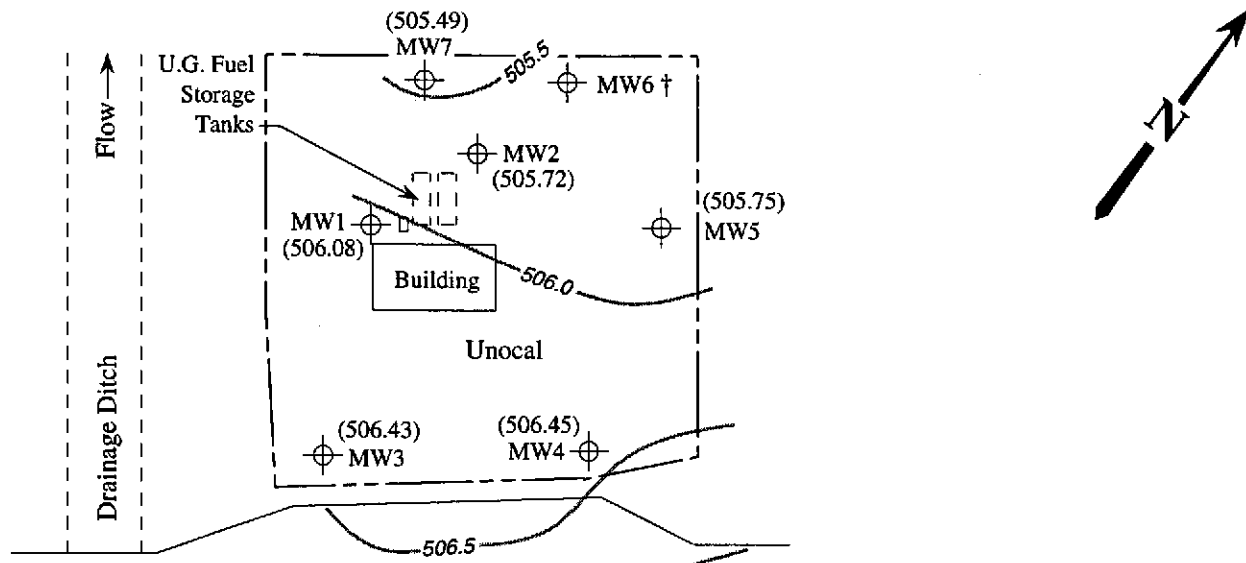 (505.49)
MW7
505.5
U.G. Fuel
Storage
Tanks
MW6 †
Flow
N
MW2
(505.72)
(505.75)
MW5
MW1
(506.08)
Building
506.0
Unocal
(506.43)
MW3
(506.45)
MW4
Drainage Ditch
506.5